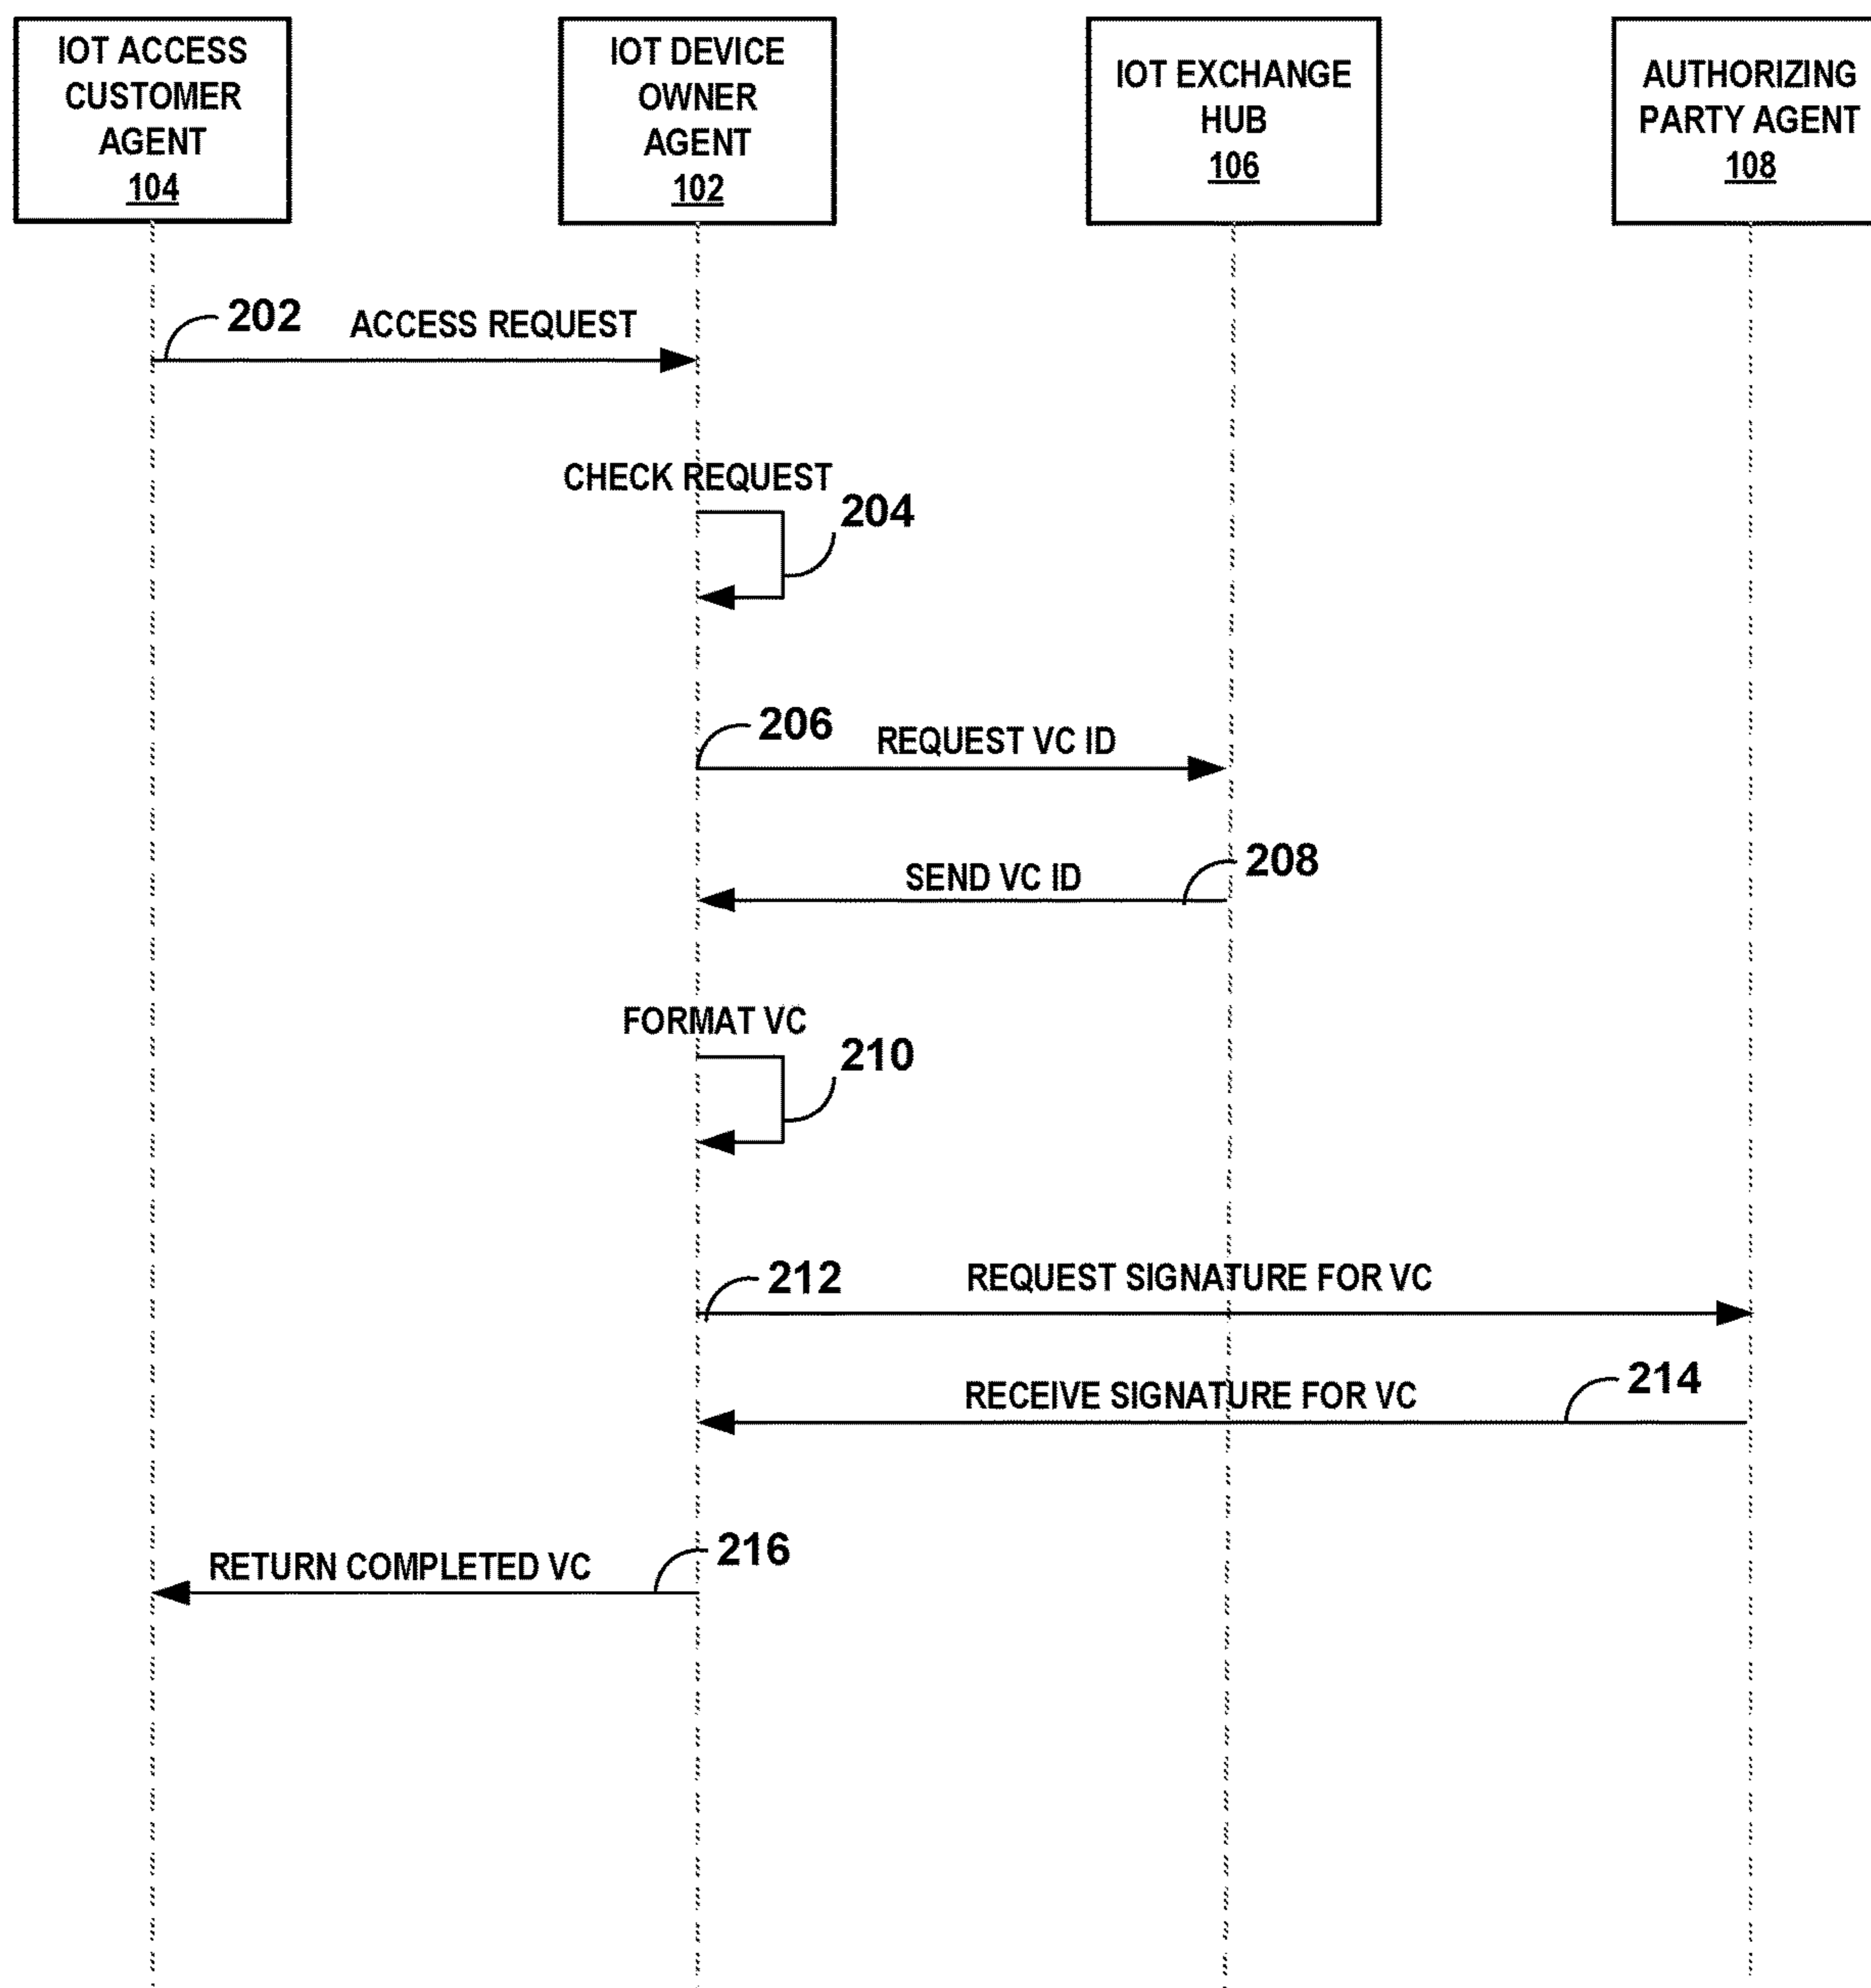 IOT ACCESS
CUSTOMER
AGENT
104
IOT DEVICE
OWNER
AGENT
102
IOT EXCHANGE
HUB
106
AUTHORIZING
PARTY AGENT
108
202
ACCESS REQUEST
CHECK REQUEST
204
206
REQUEST VC ID
208
SEND VC ID
FORMAT VC
210
212
REQUEST SIGNATURE FOR VC
214
RECEIVE SIGNATURE FOR VC
216
RETURN COMPLETED VC